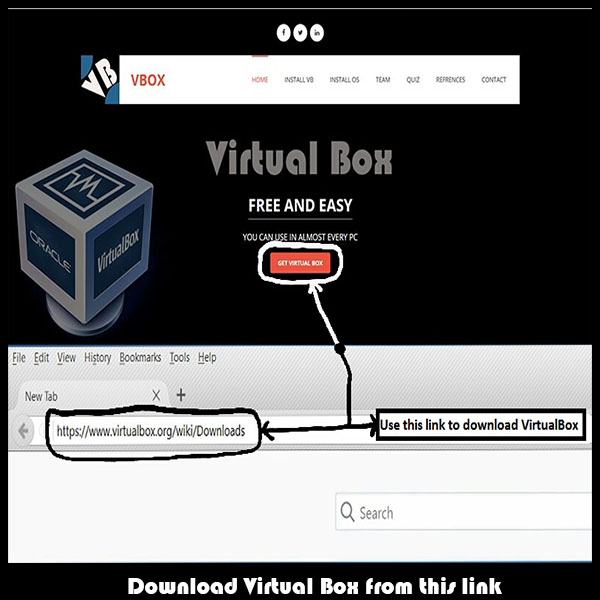 VB
VBOX
HOME INSTALL VB INSTALL OS TEAM QUIZ REFRENCES CONTACT
Virtual Box
FREE AND EASY
YOU CAN USE IN ALMOST EVERY PC
GET VIRTUAL BOX
ORACLE
VirtualBox
File Edit View History Bookmarks Tools Help
New Tab
https://www.virtualbox.org/wiki/Downloads
Use this link to download VirtualBox
Search
Download Virtual Box from this link